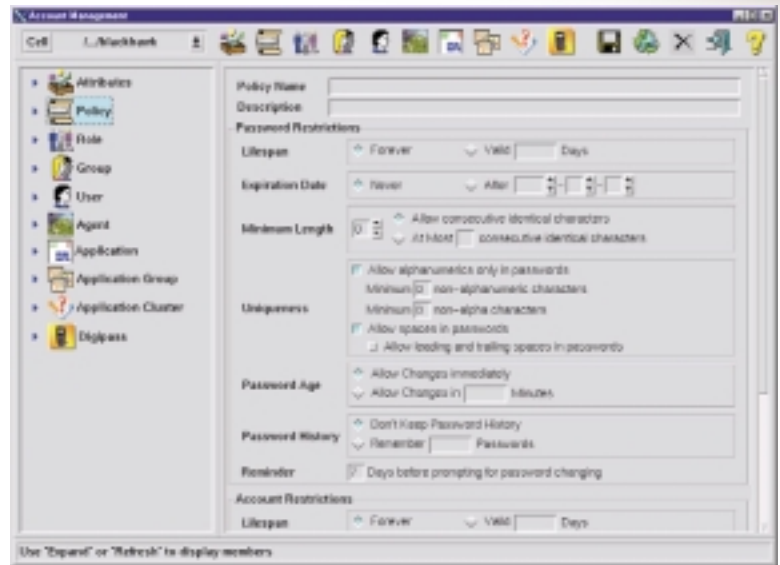 Account Management
Cell /.../blackhawk
Attributes
Policy
Role
Group
User
Agent
Application
Application Group
Application Cluster
Digipass
Policy Name
Description
Password Restrictions
Lifespan Forever Valid Days
Expiration Date Never After - -
Minimum Length 0 Allow consecutive identical characters
At Most consecutive identical characters
Uniqueness Allow alphanumerics only in passwords
Minimum 0 non-alphanumeric characters
Minimum 0 non-alpha characters
Allow spaces in passwords
Allow leading and trailing spaces in passwords
Password Age Allow Changes immediately
Allow Changes in Minutes
Password History Don't Keep Password History
Remember Passwords
Reminder Days before prompting for password changing
Account Restrictions
Lifespan Forever Valid Days
Use "Expand" or "Refresh" to display members